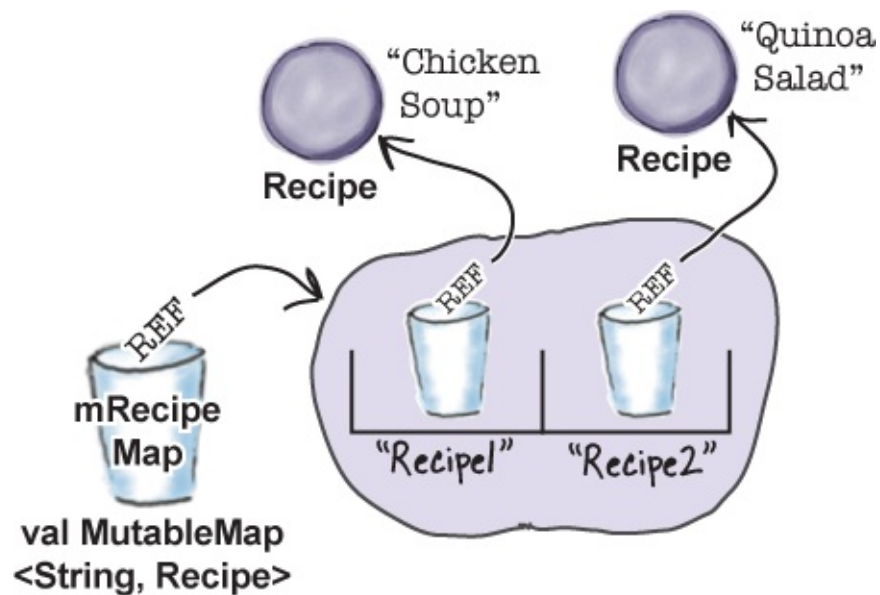 “Chicken
Soup”
Recipe
“Quinoa
Salad”
Recipe
REF
REF
REF
mRecipe
Map
“Recipe1”
“Recipe2”
val MutableMap
<String, Recipe>